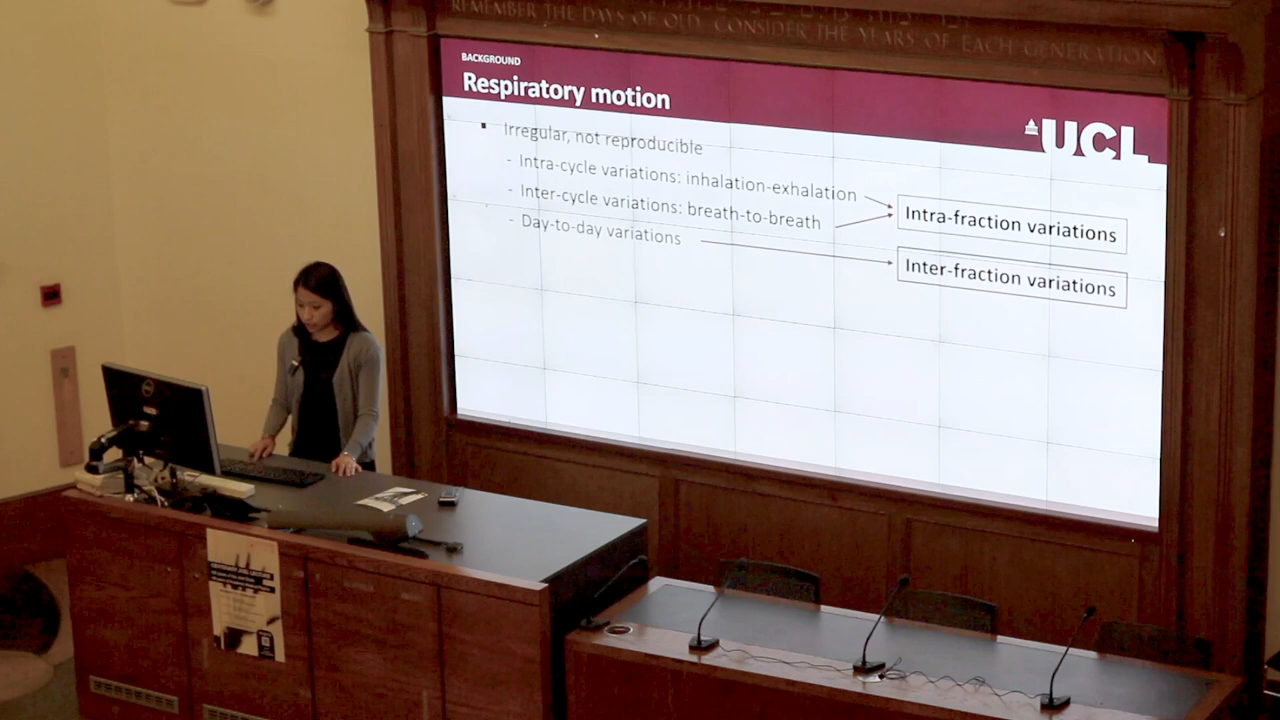 REMEMBER THE DAYS OF OLD. CONSIDER THE YEARS OF EACH GENERATION
BACKGROUND
Respiratory motion
UCL
Irregular, not reproducible
- Intra-cycle variations: inhalation-exhalation
- Inter-cycle variations: breath-to-breath
- Day-to-day variations
Intra-fraction variations
Inter-fraction variations
DELL